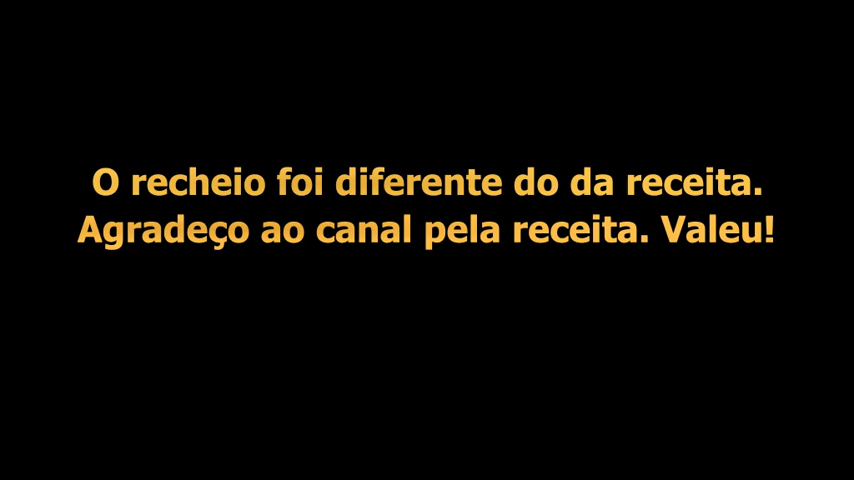 O recheio foi diferente do da receita.
Agradeço ao canal pela receita. Valeu!